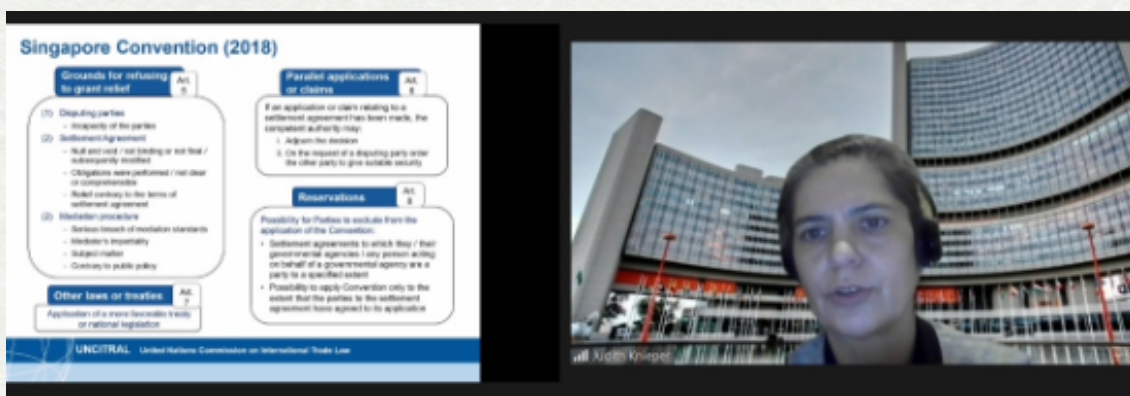 Singapore Convention (2018)
Grounds for refusing
to grant relief
Art.
5
(1) Disputing parties
– Incapacity of the parties
(2) Settlement Agreement
– Null and void / not binding or not final /
subsequently modified
– Obligations were performed / not clear
or comprehensible
– Relief contrary to the terms of
settlement agreement
(3) Mediation procedure
– Serious breach of mediation standards
– Mediator's impartiality
– Subject matter
– Contrary to public policy
Other laws or treaties
Art.
7
Application of a more favorable treaty
or national legislation
Parallel applications
or claims
Art.
6
If an application or claim relating to a
settlement agreement has been made, the
competent authority may:
i. Adjourn the decision
ii. On the request of a disputing party order
the other party to give suitable security
Reservations
Art.
8
Possibility for Parties to exclude from the
application of the Convention:
• Settlement agreements to which they / their
governmental agencies / any person acting
on behalf of a governmental agency are a
party to a specified extent
• Possibility to apply Convention only to the
extent that the parties to the settlement
agreement have agreed to its application
UNCITRAL United Nations Commission on International Trade Law
Judith Knieper